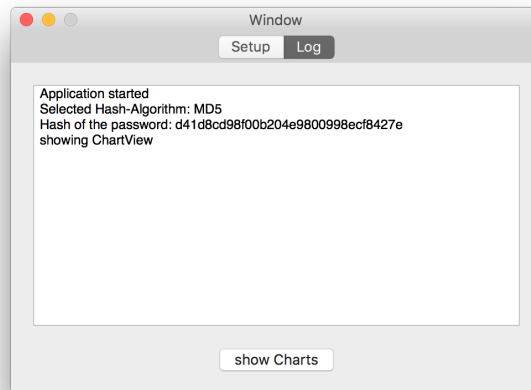 Window
Setup Log
Application started
Selected Hash-Algorithm: MD5
Hash of the password: d41d8cd98f00b204e9800998ecf8427e
showing ChartView
show Charts